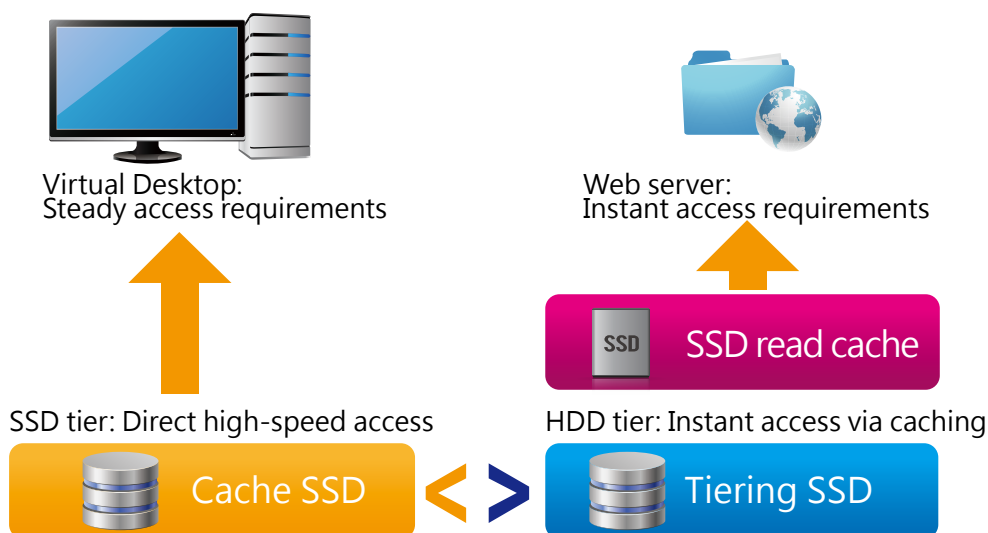 Virtual Desktop:
Steady access requirements
Web server:
Instant access requirements
SSD
SSD read cache
SSD tier: Direct high-speed access
HDD tier: Instant access via caching
Cache SSD
< >
Tiering SSD